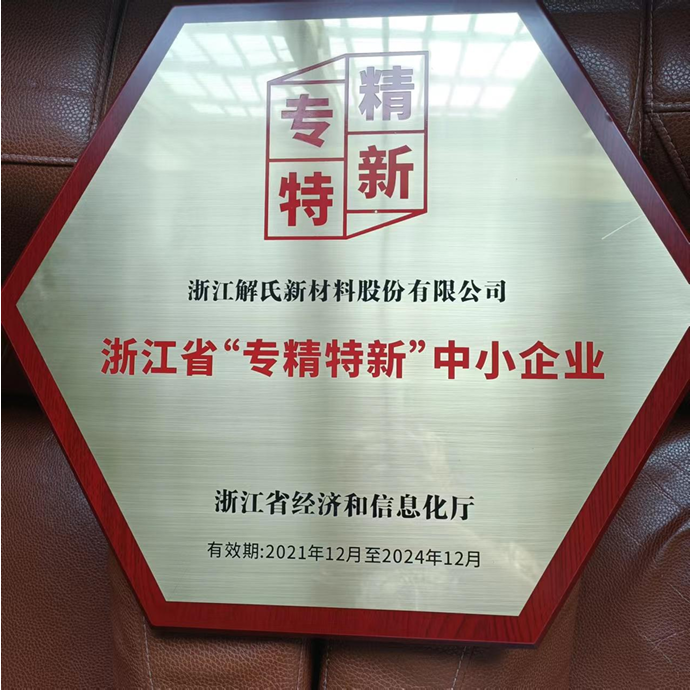 专精
特新
浙江解氏新材料股份有限公司
浙江省“专精特新”中小企业
浙江省经济和信息化厅
有效期:2021年12月至2024年12月